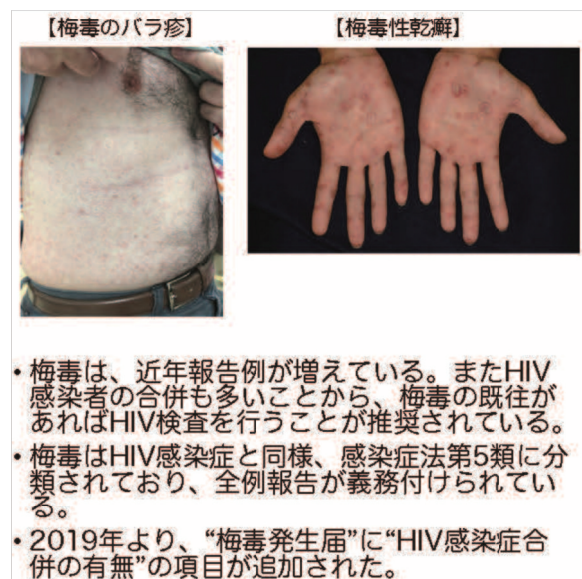 【梅毒のバラ疹】
【梅毒性乾癬】
・梅毒は、近年報告例が増えている。またHIV
感染者の合併も多いことから、梅毒の既往が
あればHIV検査を行うことが推奨されている。
・梅毒はHIV感染症と同様、感染症法第5類に分
類されており、全例報告が義務付けられてい
る。
・2019年より、“梅毒発生届”に“HIV感染症合
併の有無”の項目が追加された。